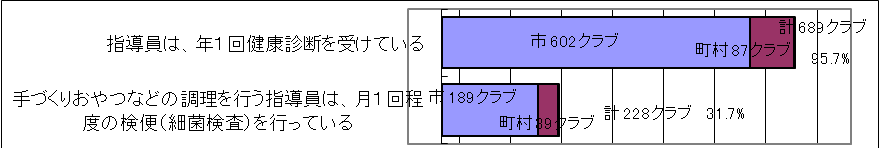 指導員は、年１回健康診断を受けている
市602クラブ
町村87クラブ
計689クラブ
95.7%
手づくりおやつなどの調理を行う指導員は、月１回程
度の検便(細菌検査)を行っている
市189クラブ
町村39クラブ
計228クラブ 31.7%